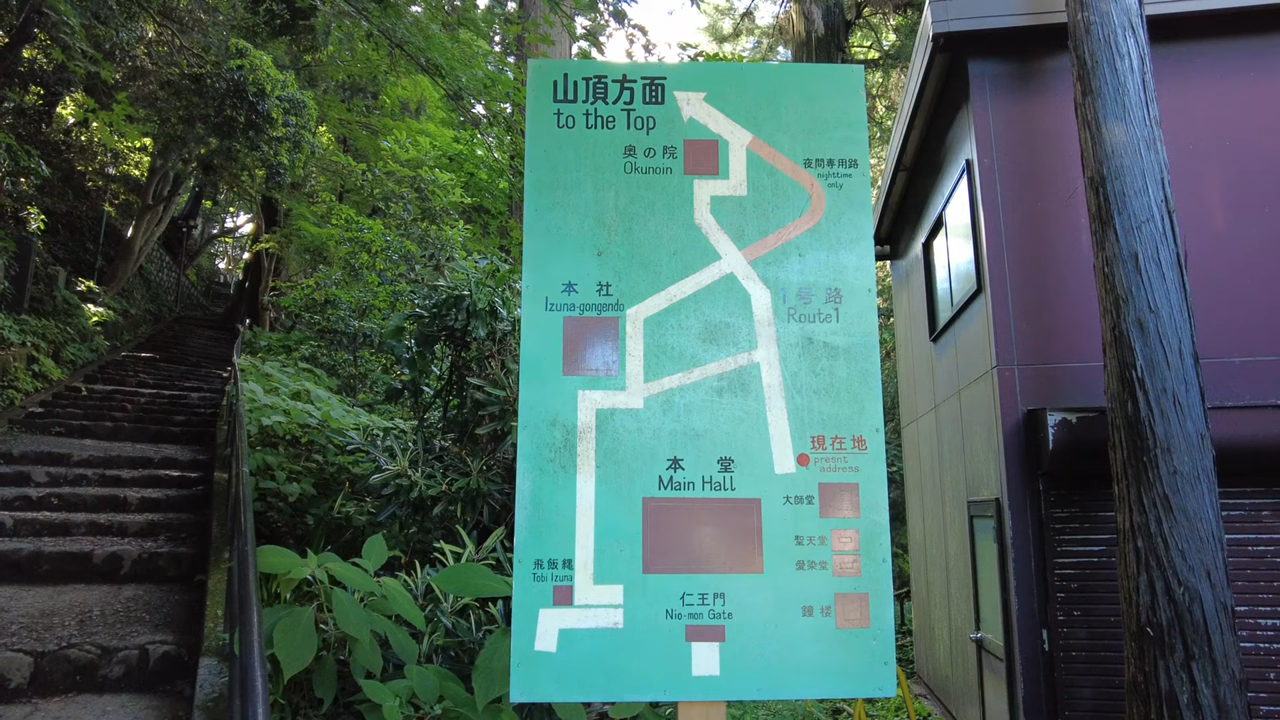 山頂方面
to the Top
奥の院
Okunoin
夜間専用路
nighttime
only
本社
Izuna-gongendo
1号路
Route1
現在地
presnt
address
本堂
Main Hall
大師堂
聖天堂
愛染堂
飛飯縄
Tobi Izuna
仁王門
Nio-mon Gate
鐘楼